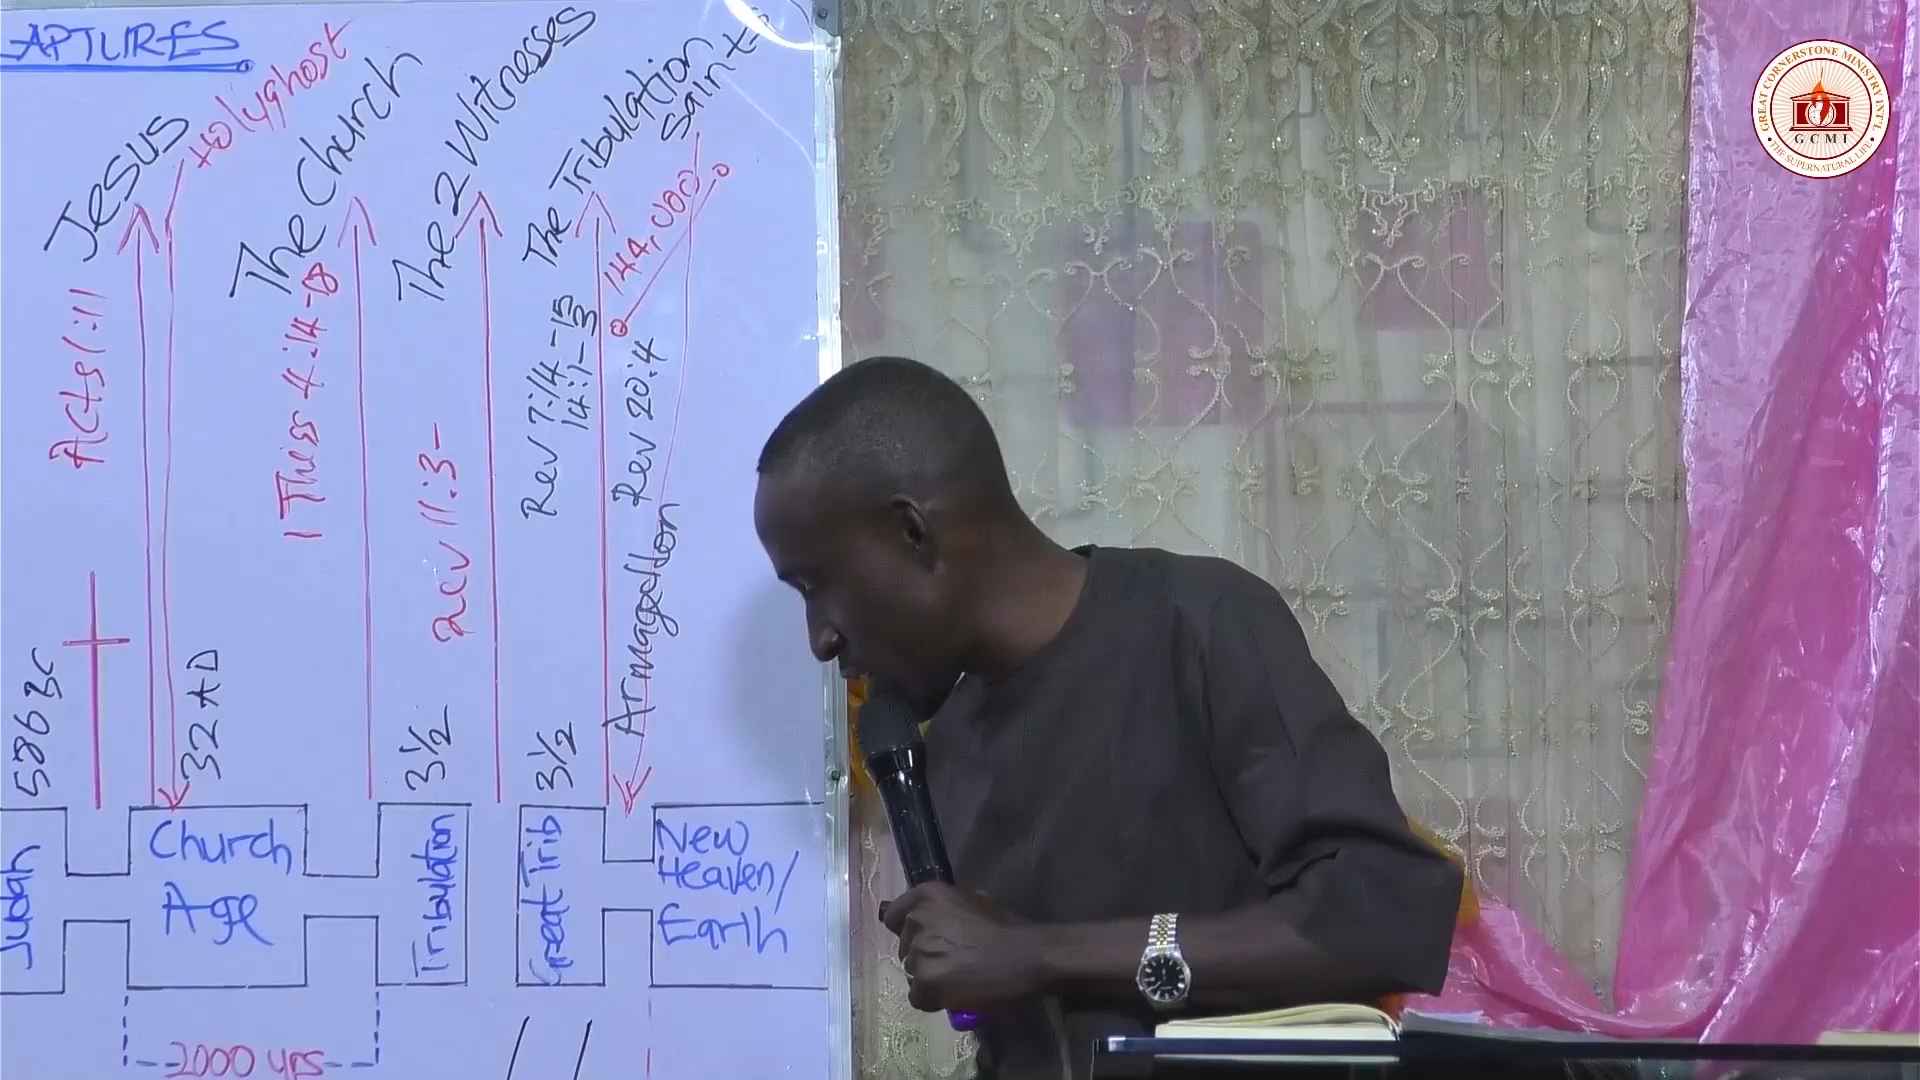 APTURES
Jesus
Holyghost
The Church
The 2 Witnesses
The Tribulation
Saints
Acts 1:11
1 Thess 4:14-18
Rev 11:3-
Rev 7:14-15
14:1-3
144,000
Rev 20:4
Armageddon
586 BC
32 AD
3½
3½
Judah
Church
Age
Tribulation
Great Trib
New
Heaven/
Earth
2000 yrs
GREAT CORNERSTONE MINISTRY INT'L
GCMI
THE SUPERNATURAL LIFE